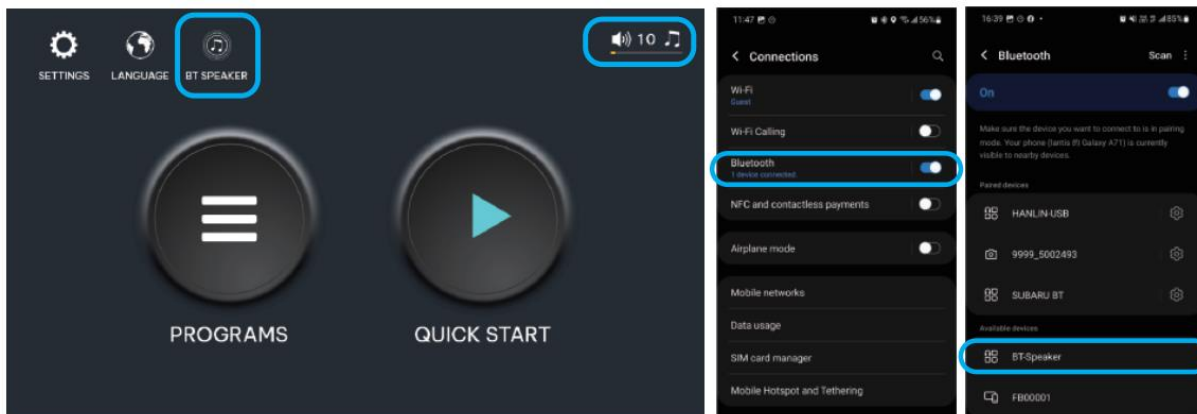 SETTINGS
LANGUAGE
BT SPEAKER
10
PROGRAMS
QUICK START
11:47
56%
Connections
Wi-Fi
Guest
Wi-Fi Calling
Bluetooth
1 device connected.
NFC and contactless payments
Airplane mode
Mobile networks
Data usage
SIM card manager
Mobile Hotspot and Tethering
16:39
85%
Bluetooth
Scan
On
Make sure the device you want to connect to is in pairing
mode. Your phone (lantis 的 Galaxy A71) is currently
visible to nearby devices.
Paired devices
HANLIN-USB
9999_5002493
SUBARU BT
Available devices
BT-Speaker
FB00001